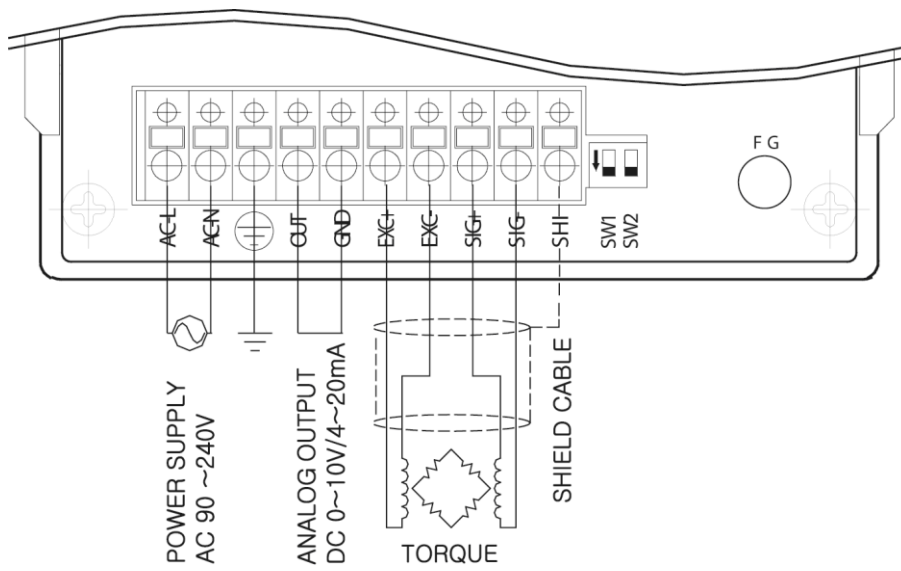 F G
AC-L
AC-N
OUT
GND
EXC+
EXC-
SIG+
SIG-
SHI
SW1
SW2
POWER SUPPLY
AC 90 ~240V
ANALOG OUTPUT
DC 0~10V/4~20mA
TORQUE
SHIELD CABLE